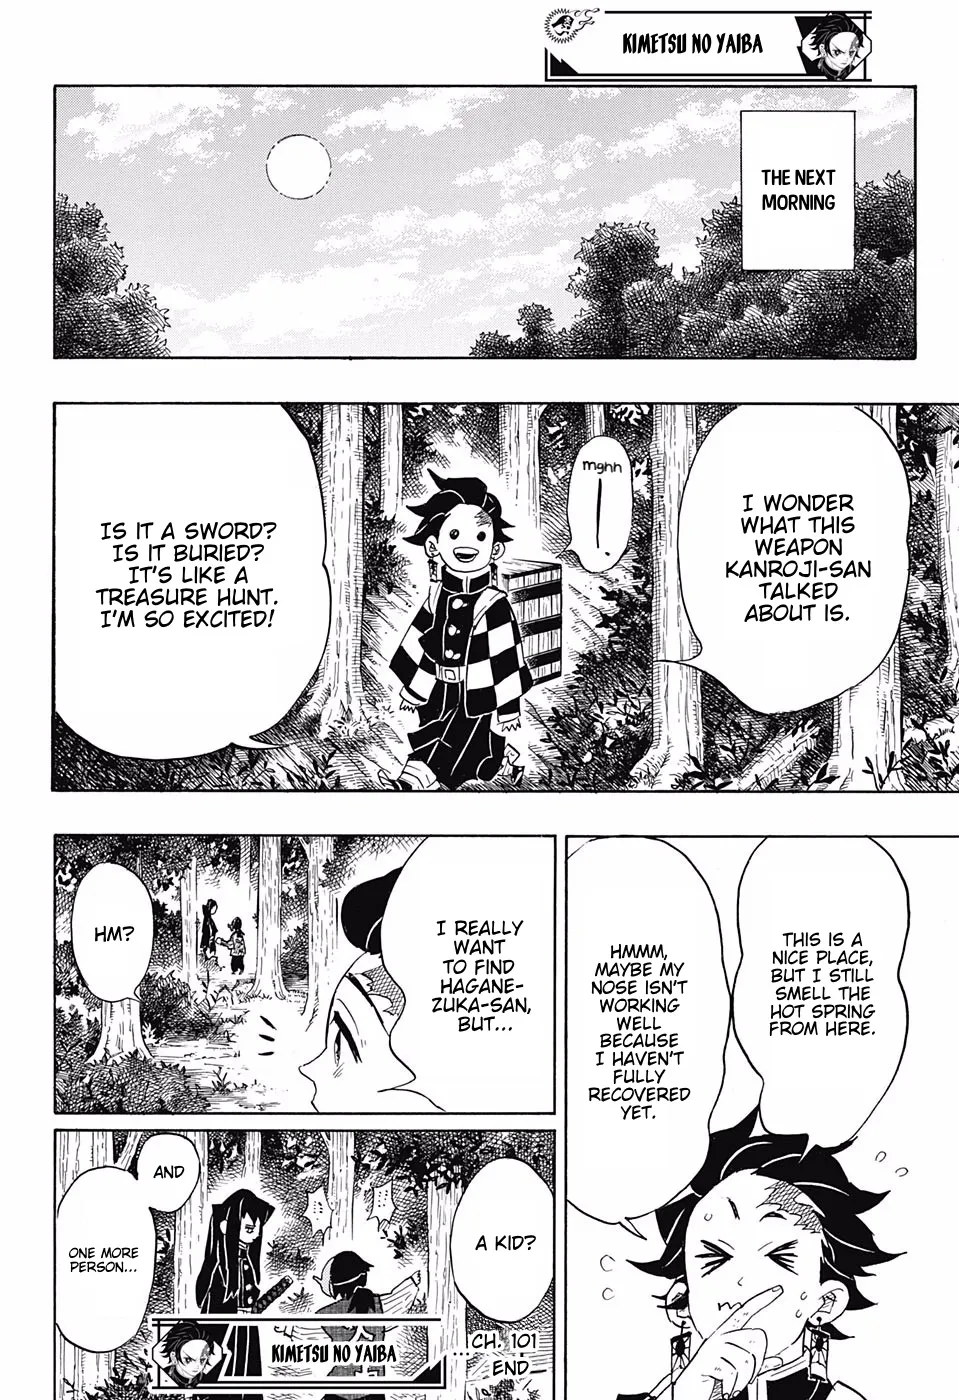 KIMETSU NO YAIBA
THE NEXT
MORNING
I WONDER
WHAT THIS
WEAPON
KANROJI-SAN
TALKED
ABOUT IS.
mghh
IS IT A SWORD?
IS IT BURIED?
IT'S LIKE A
TREASURE HUNT.
I'M SO EXCITED!
THIS IS A
NICE PLACE,
BUT I STILL
SMELL THE
HOT SPRING
FROM HERE.
HMMM,
MAYBE MY
NOSE ISN'T
WORKING
WELL
BECAUSE
I HAVEN'T
FULLY
RECOVERED
YET.
I REALLY
WANT
TO FIND
HAGANE-
ZUKA-SAN,
BUT...
HM?
A KID?
AND
ONE MORE
PERSON...
KIMETSU NO YAIBA
... CH. 101
END